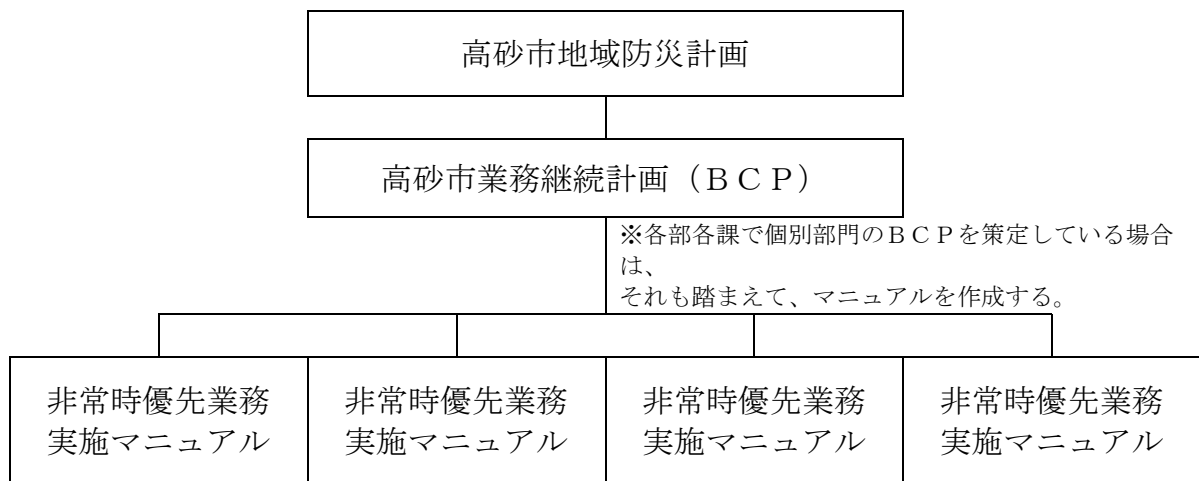 高砂市地域防災計画
高砂市業務継続計画（ＢＣＰ）
※各部各課で個別部門のＢＣＰを策定している場合
は、
それも踏まえて、マニュアルを作成する。
非常時優先業務
実施マニュアル
非常時優先業務
実施マニュアル
非常時優先業務
実施マニュアル
非常時優先業務
実施マニュアル